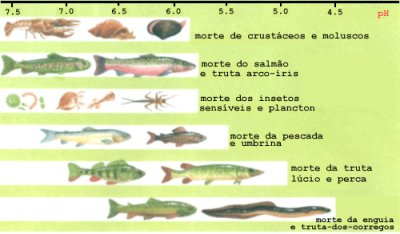 7.5 7.0 6.5 6.0 5.5 5.0 4.5 pH
morte de crustáceos e moluscos
morte do salmão
e truta arco-íris
morte dos insetos
sensíveis e plancton
morte da pescada
e umbrina
morte da truta
lúcio e perca
morte da enguia
e truta-dos-corregos